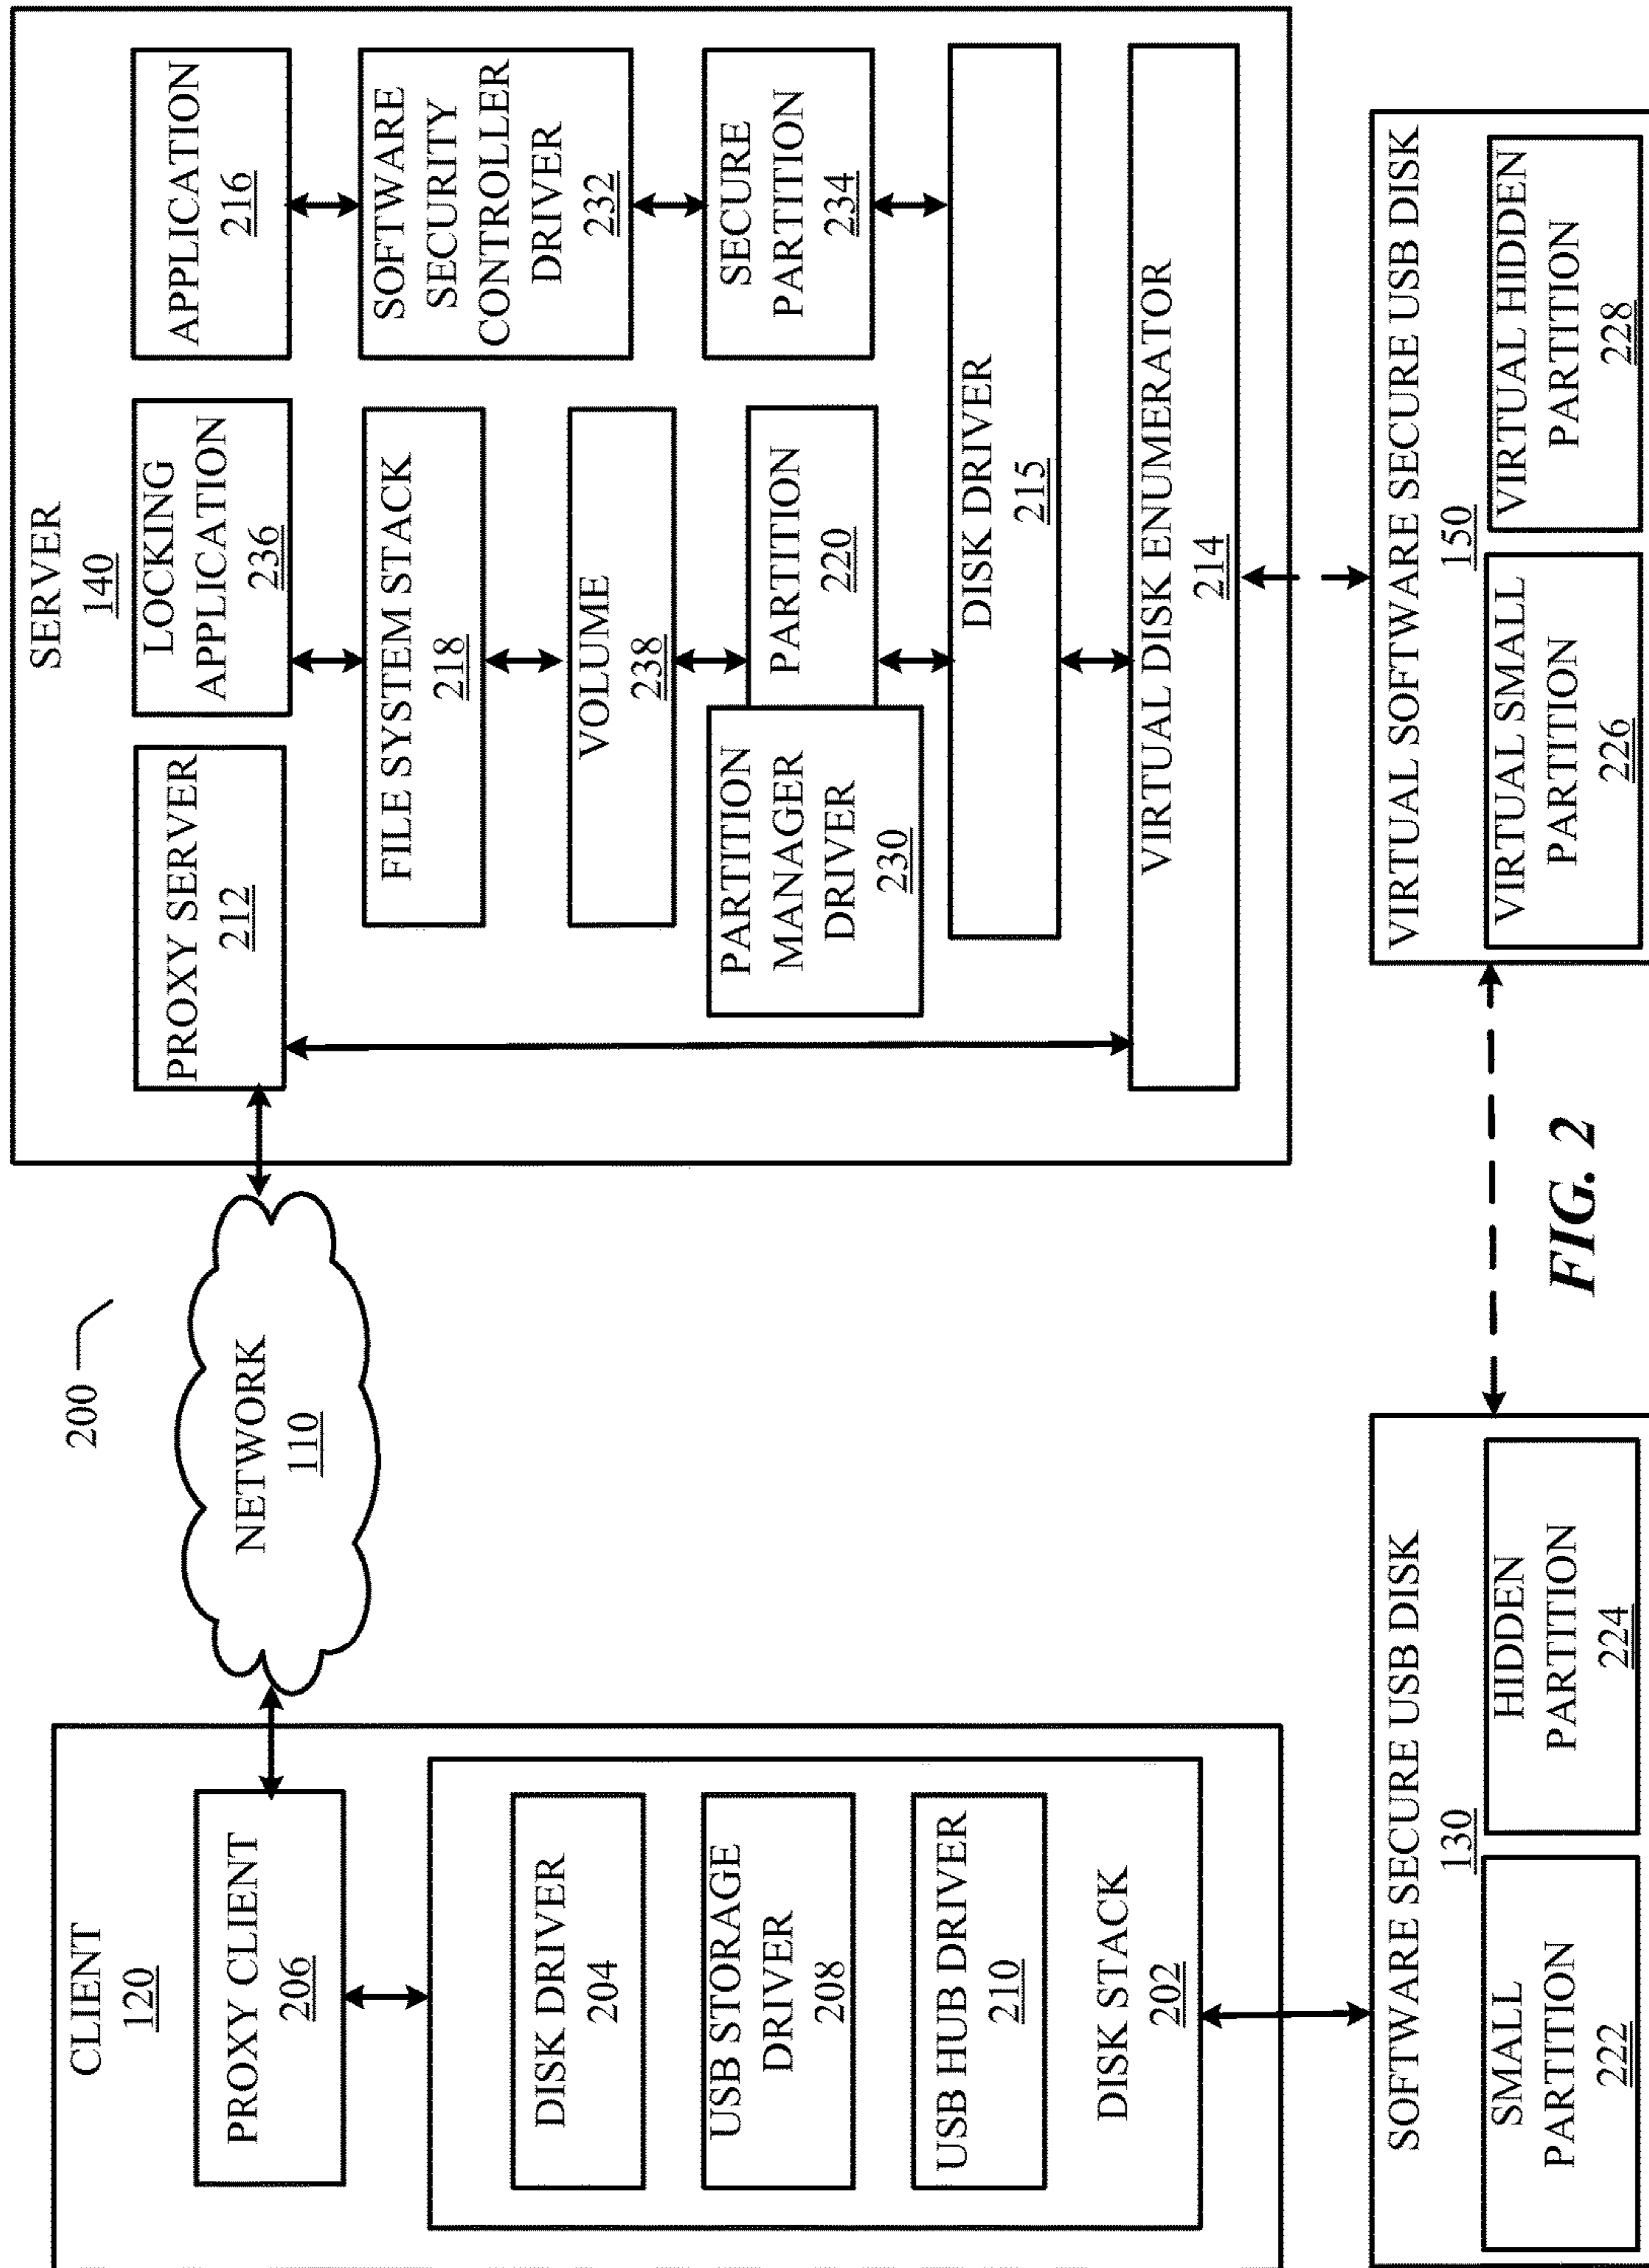 200
CLIENT
120
PROXY CLIENT
206
DISK DRIVER
204
USB STORAGE
DRIVER
208
USB HUB DRIVER
210
DISK STACK
202
NETWORK
110
SERVER
140
PROXY SERVER
212
LOCKING
APPLICATION
236
APPLICATION
216
FILE SYSTEM STACK
218
SOFTWARE
SECURITY
CONTROLLER
DRIVER
232
VOLUME
238
PARTITION
MANAGER
DRIVER
230
PARTITION
220
SECURE
PARTITION
234
DISK DRIVER
215
VIRTUAL DISK ENUMERATOR
214
SOFTWARE SECURE USB DISK
130
SMALL
PARTITION
222
HIDDEN
PARTITION
224
VIRTUAL SOFTWARE SECURE USB DISK
150
VIRTUAL SMALL
PARTITION
226
VIRTUAL HIDDEN
PARTITION
228
FIG. 2